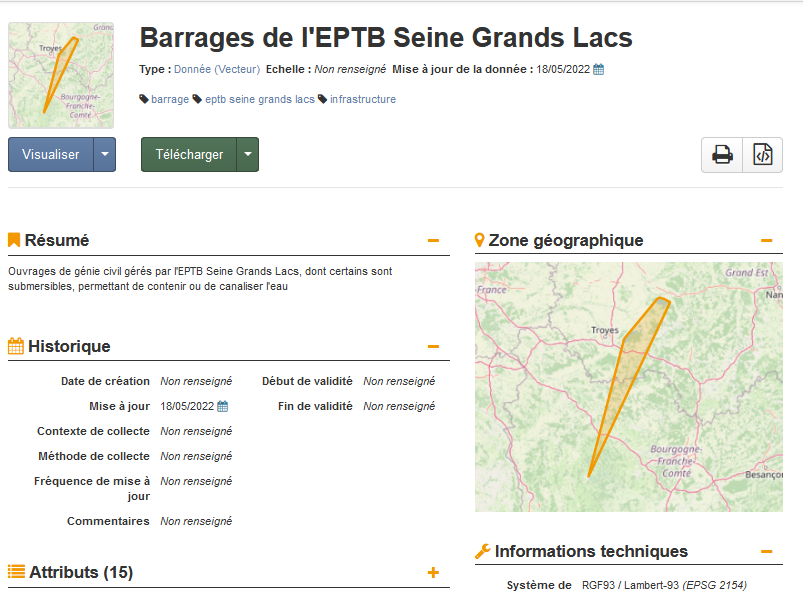 Barrages de l'EPTB Seine Grands Lacs
Type : Donnée (Vecteur) Echelle : Non renseigné Mise à jour de la donnée : 18/05/2022
barrage eptb seine grands lacs infrastructure
Troyes
Bourgogne-
Franche-
Comté
Visualiser
Télécharger
Résumé
Ouvrages de génie civil gérés par l'EPTB Seine Grands Lacs, dont certains sont
submersibles, permettant de contenir ou de canaliser l'eau
Historique
Date de création Non renseigné Début de validité Non renseigné
Mise à jour 18/05/2022 Fin de validité Non renseigné
Contexte de collecte Non renseigné
Méthode de collecte Non renseigné
Fréquence de mise à Non renseigné
jour
Commentaires Non renseigné
Attributs (15)
Zone géographique
Grand Est
France
Nan
Troyes
Bourgogne-
Franche-
Comté
Besançon
Informations techniques
Système de RGF93 / Lambert-93 (EPSG 2154)